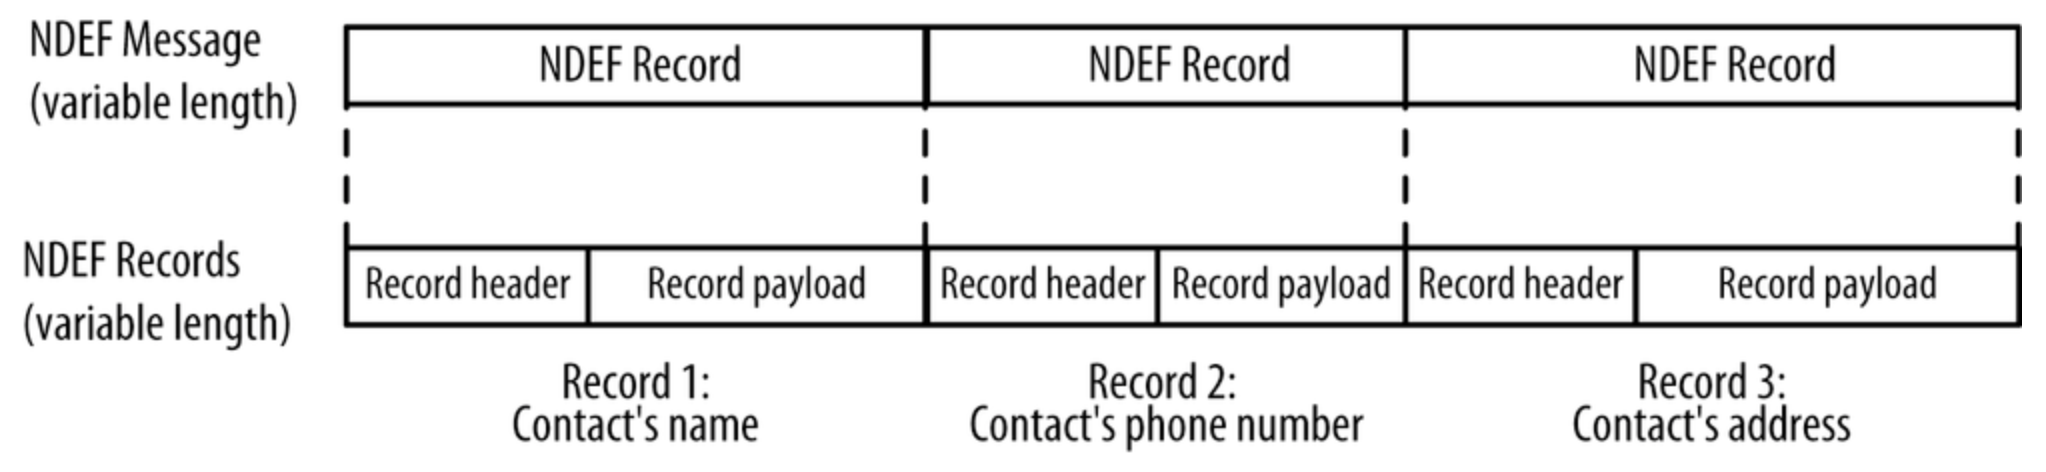 NDEF Message
(variable length)
NDEF Record
NDEF Record
NDEF Record
NDEF Records
(variable length)
Record header
Record payload
Record header
Record payload
Record header
Record payload
Record 1:
Contact's name
Record 2:
Contact's phone number
Record 3:
Contact's address